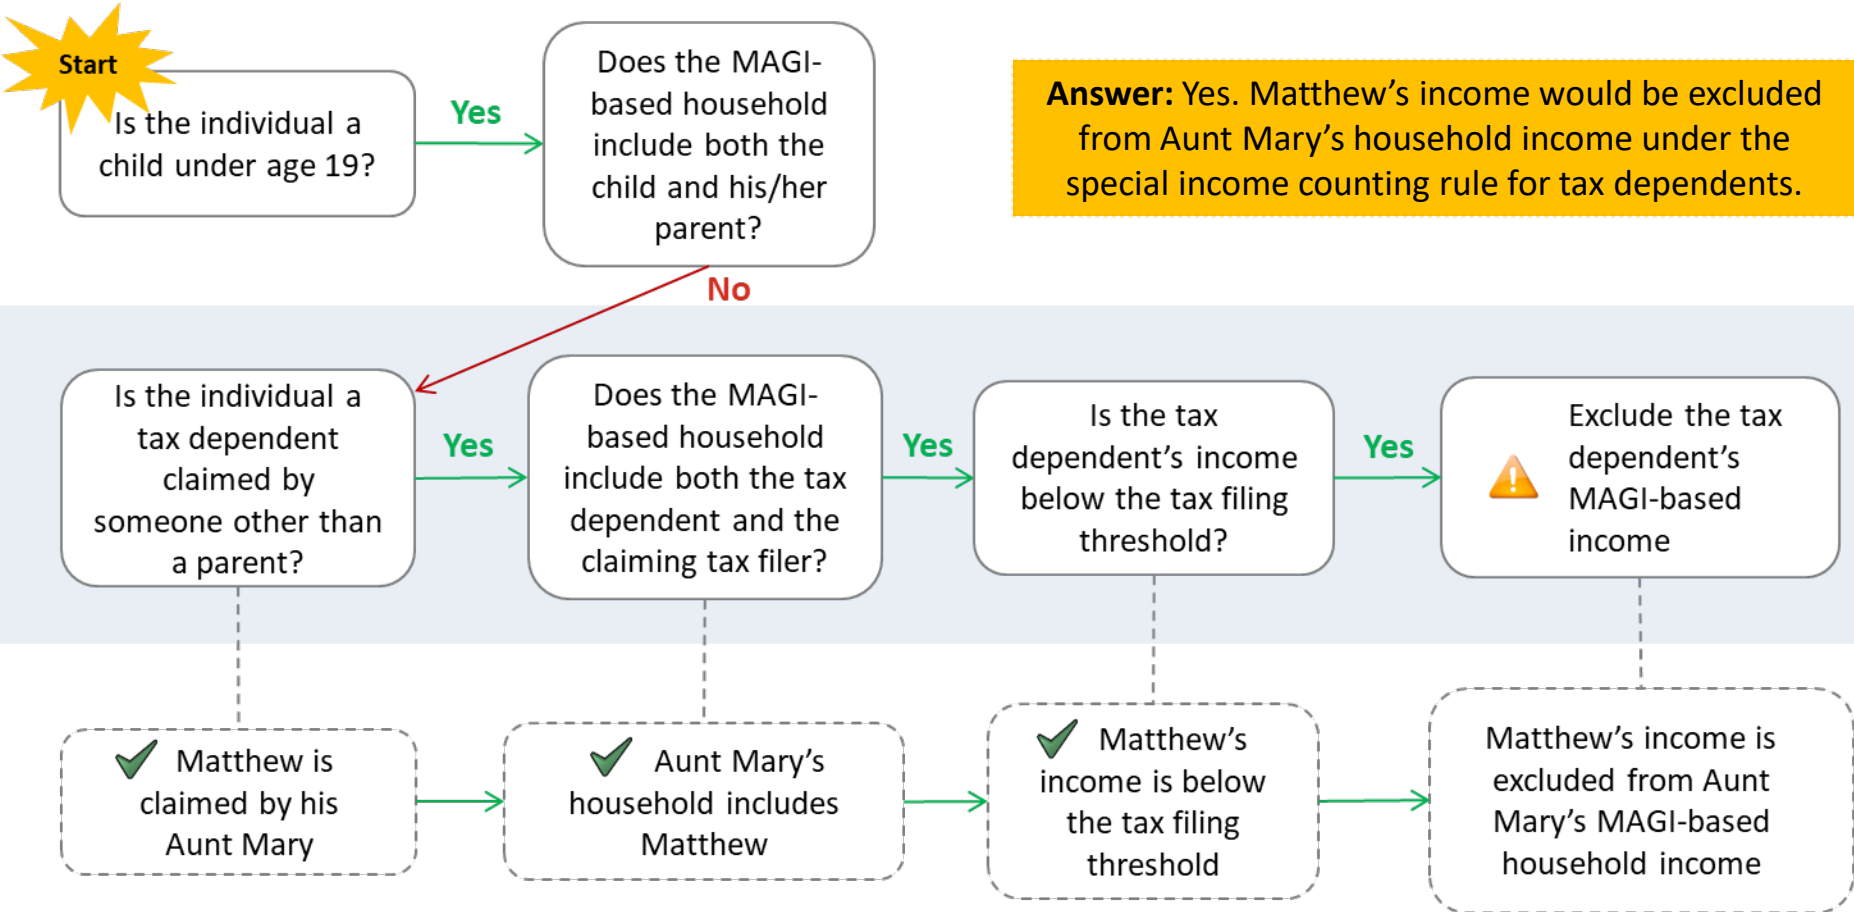 Start
Is the individual a
child under age 19?
Yes
Does the MAGI-
based household
include both the
child and his/her
parent?
Answer: Yes. Matthew’s income would be excluded
from Aunt Mary’s household income under the
special income counting rule for tax dependents.
No
Is the individual a
tax dependent
claimed by
someone other than
a parent?
Yes
Does the MAGI-
based household
include both the tax
dependent and the
claiming tax filer?
Yes
Is the tax
dependent’s income
below the tax filing
threshold?
Yes
Exclude the tax
dependent’s
MAGI-based
income
Matthew is
claimed by his
Aunt Mary
Aunt Mary’s
household includes
Matthew
Matthew’s
income is below
the tax filing
threshold
Matthew’s income is
excluded from Aunt
Mary’s MAGI-based
household income